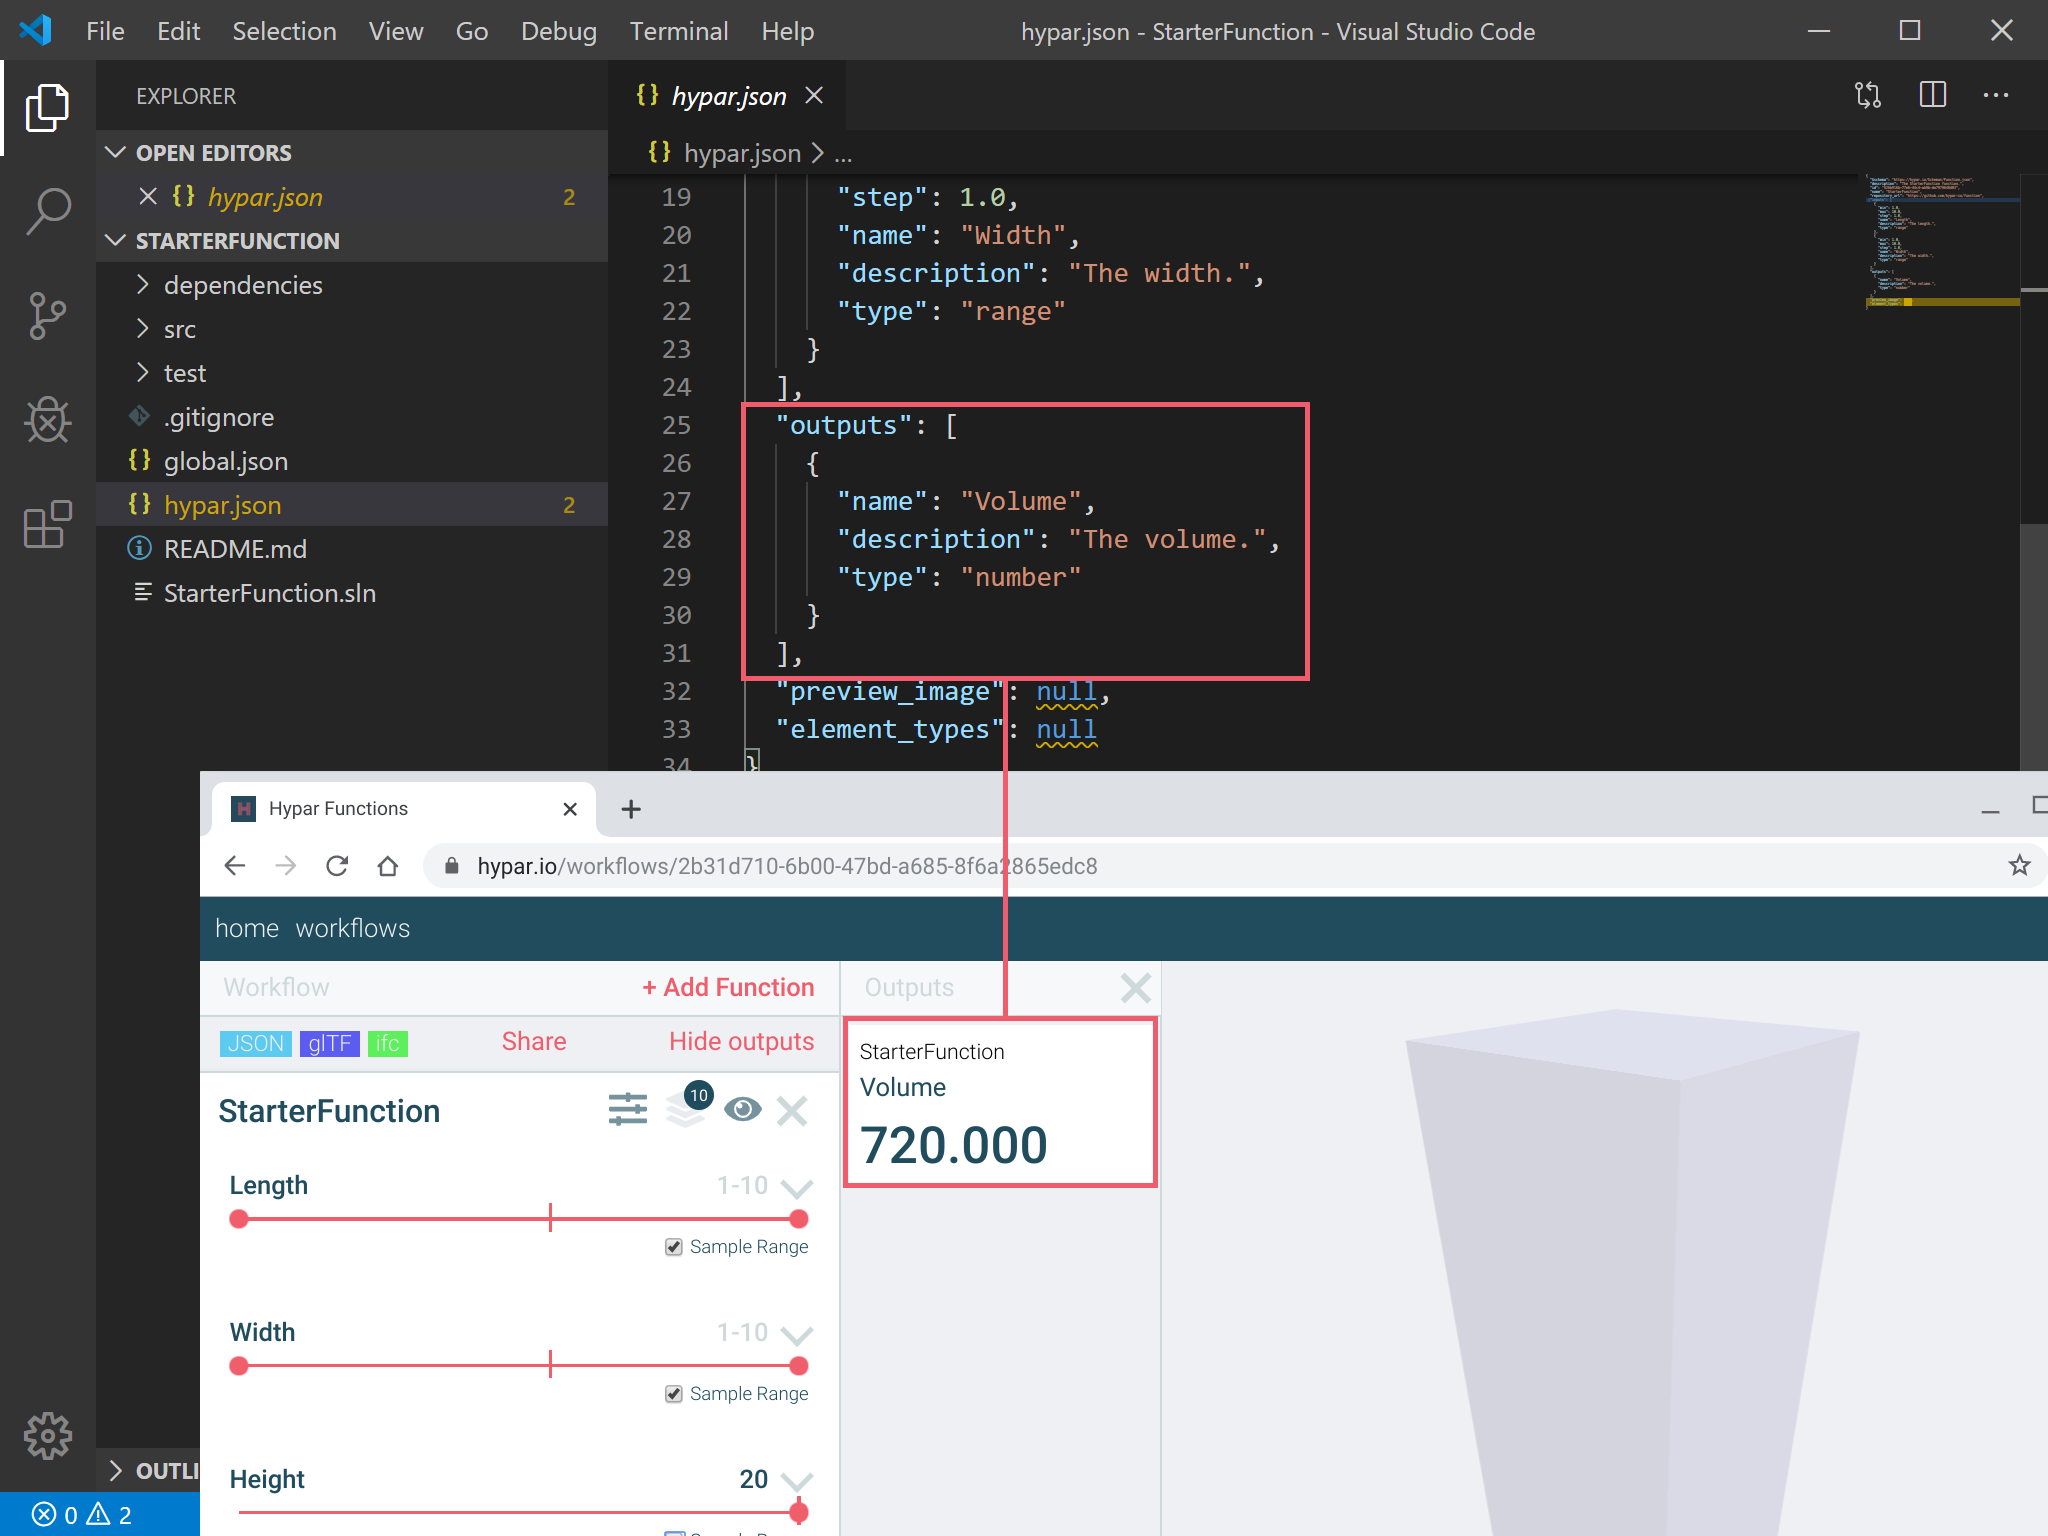 File Edit Selection View Go Debug Terminal Help
hypar.json - StarterFunction - Visual Studio Code
EXPLORER
OPEN EDITORS
{} hypar.json 2
STARTERFUNCTION
dependencies
src
test
.gitignore
{} global.json
{} hypar.json 2
README.md
StarterFunction.sln
OUTLI
0 2
{} hypar.json
{} hypar.json > ...
19 "step": 1.0,
20 "name": "Width",
21 "description": "The width.",
22 "type": "range"
23 }
24 ],
25 "outputs": [
26 {
27 "name": "Volume",
28 "description": "The volume.",
29 "type": "number"
30 }
31 ],
32 "preview_image": null,
33 "element_types": null
34 }
H Hypar Functions
hypar.io/workflows/2b31d710-6b00-47bd-a685-8f6a2865edc8
home workflows
Workflow + Add Function
JSON glTF ifc Share Hide outputs
StarterFunction 10
Length 1-10
Sample Range
Width 1-10
Sample Range
Height 20
Outputs
StarterFunction
Volume
720.000